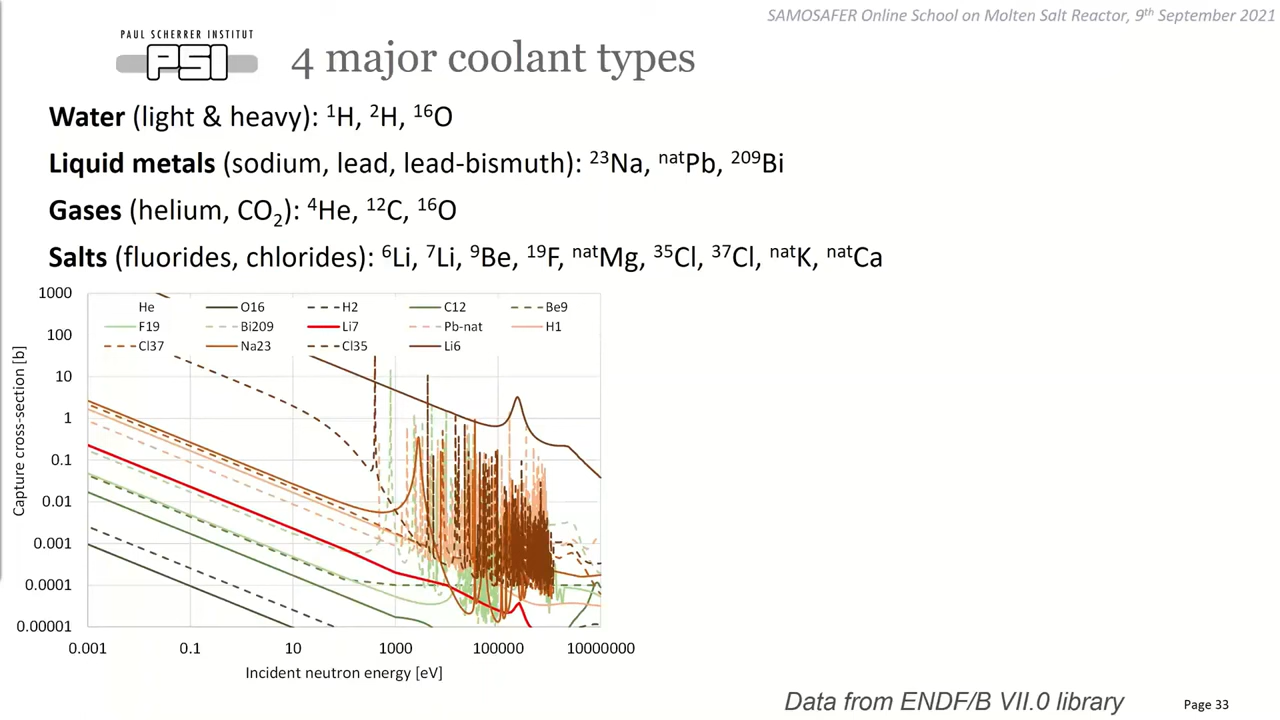 SAMOSAFER Online School on Molten Salt Reactor, 9th September 2021
PAUL SCHERRER INSTITUT
PSI
4 major coolant types
Water (light & heavy): ¹H, ²H, ¹⁶O
Liquid metals (sodium, lead, lead-bismuth): ²³Na, ⁿᵃᵗPb, ²⁰⁹Bi
Gases (helium, CO₂): ⁴He, ¹²C, ¹⁶O
Salts (fluorides, chlorides): ⁶Li, ⁷Li, ⁹Be, ¹⁹F, ⁿᵃᵗMg, ³⁵Cl, ³⁷Cl, ⁿᵃᵗK, ⁿᵃᵗCa
Capture cross-section [b]
1000
100
10
1
0.1
0.01
0.001
0.0001
0.00001
He O16 H2 C12 Be9
F19 Bi209 Li7 Pb-nat H1
Cl37 Na23 Cl35 Li6
0.001 0.1 10 1000 100000 10000000
Incident neutron energy [eV]
Data from ENDF/B VII.0 library
Page 33